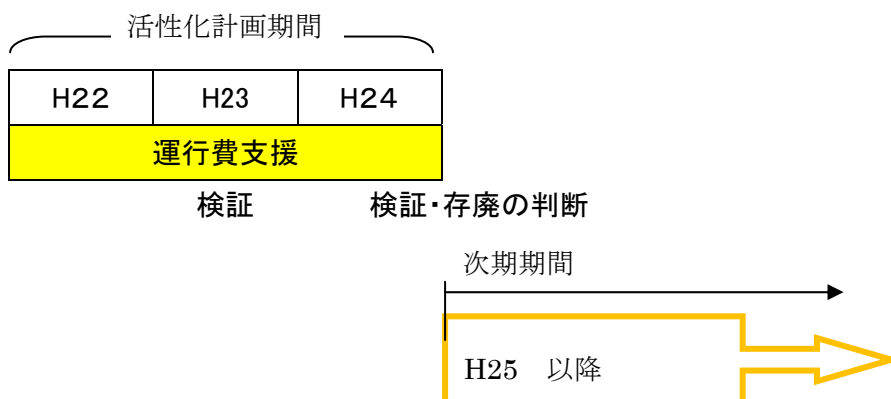 活性化計画期間
H22 H23 H24
運行費支援
検証 検証・存廃の判断
次期期間
H25 以降